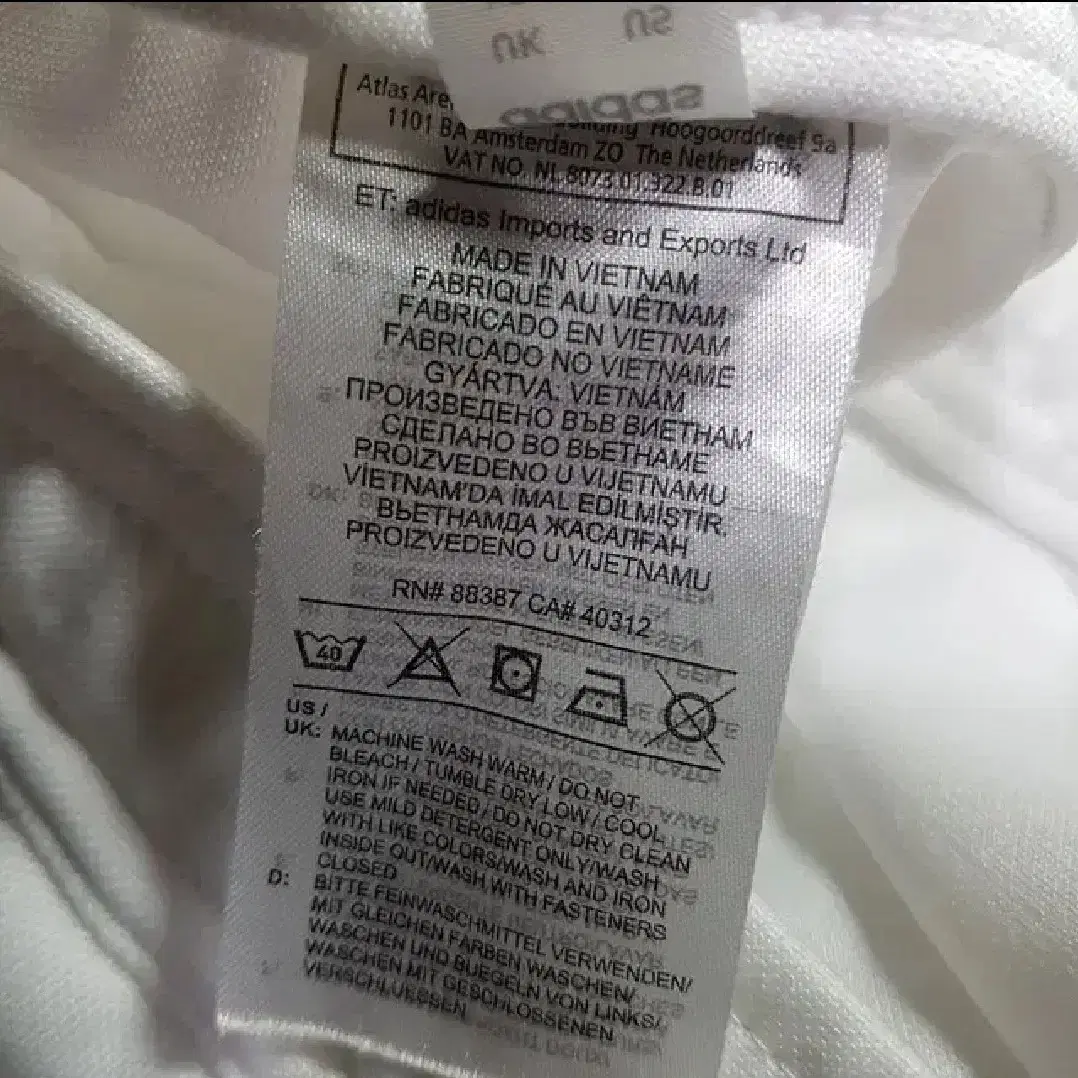 UK US
adidas
Atlas Are
Hoogoorddreef 9a
1101 BA Amsterdam ZO The Netherlands
VAT NO. NL 8073.01.322.B.01
ET: adidas Imports and Exports Ltd
MADE IN VIETNAM
FABRIQUÉ AU VIÊTNAM
FABRICADO EN VIETNAM
FABRICADO NO VIETNAME
GYÁRTVA: VIETNÁM
ПРОИЗВЕДЕНО ВЪВ ВИЕТНАМ
СДЕЛАНО ВО ВЬЕТНАМЕ
PROIZVEDENO U VIJETNAMU
VİETNAM'DA İMAL EDİLMİŞTİR.
ВЬЕТНАМДА ЖАСАЛҒАН
PROIZVEDENO U VIJETNAMU
RN# 88387 CA# 40312
40
US /
UK: MACHINE WASH WARM / DO NOT
BLEACH / TUMBLE DRY LOW / COOL
IRON IF NEEDED / DO NOT DRY CLEAN
USE MILD DETERGENT ONLY/WASH
WITH LIKE COLORS/WASH AND IRON
INSIDE OUT/WASH WITH FASTENERS
CLOSED
D: BITTE FEINWASCHMITTEL VERWENDEN/
MIT GLEICHEN FARBEN WASCHEN/
WASCHEN UND BUEGELN VON LINKS/
WASCHEN MIT GESCHLOSSENEN
VERSCHLUESSEN